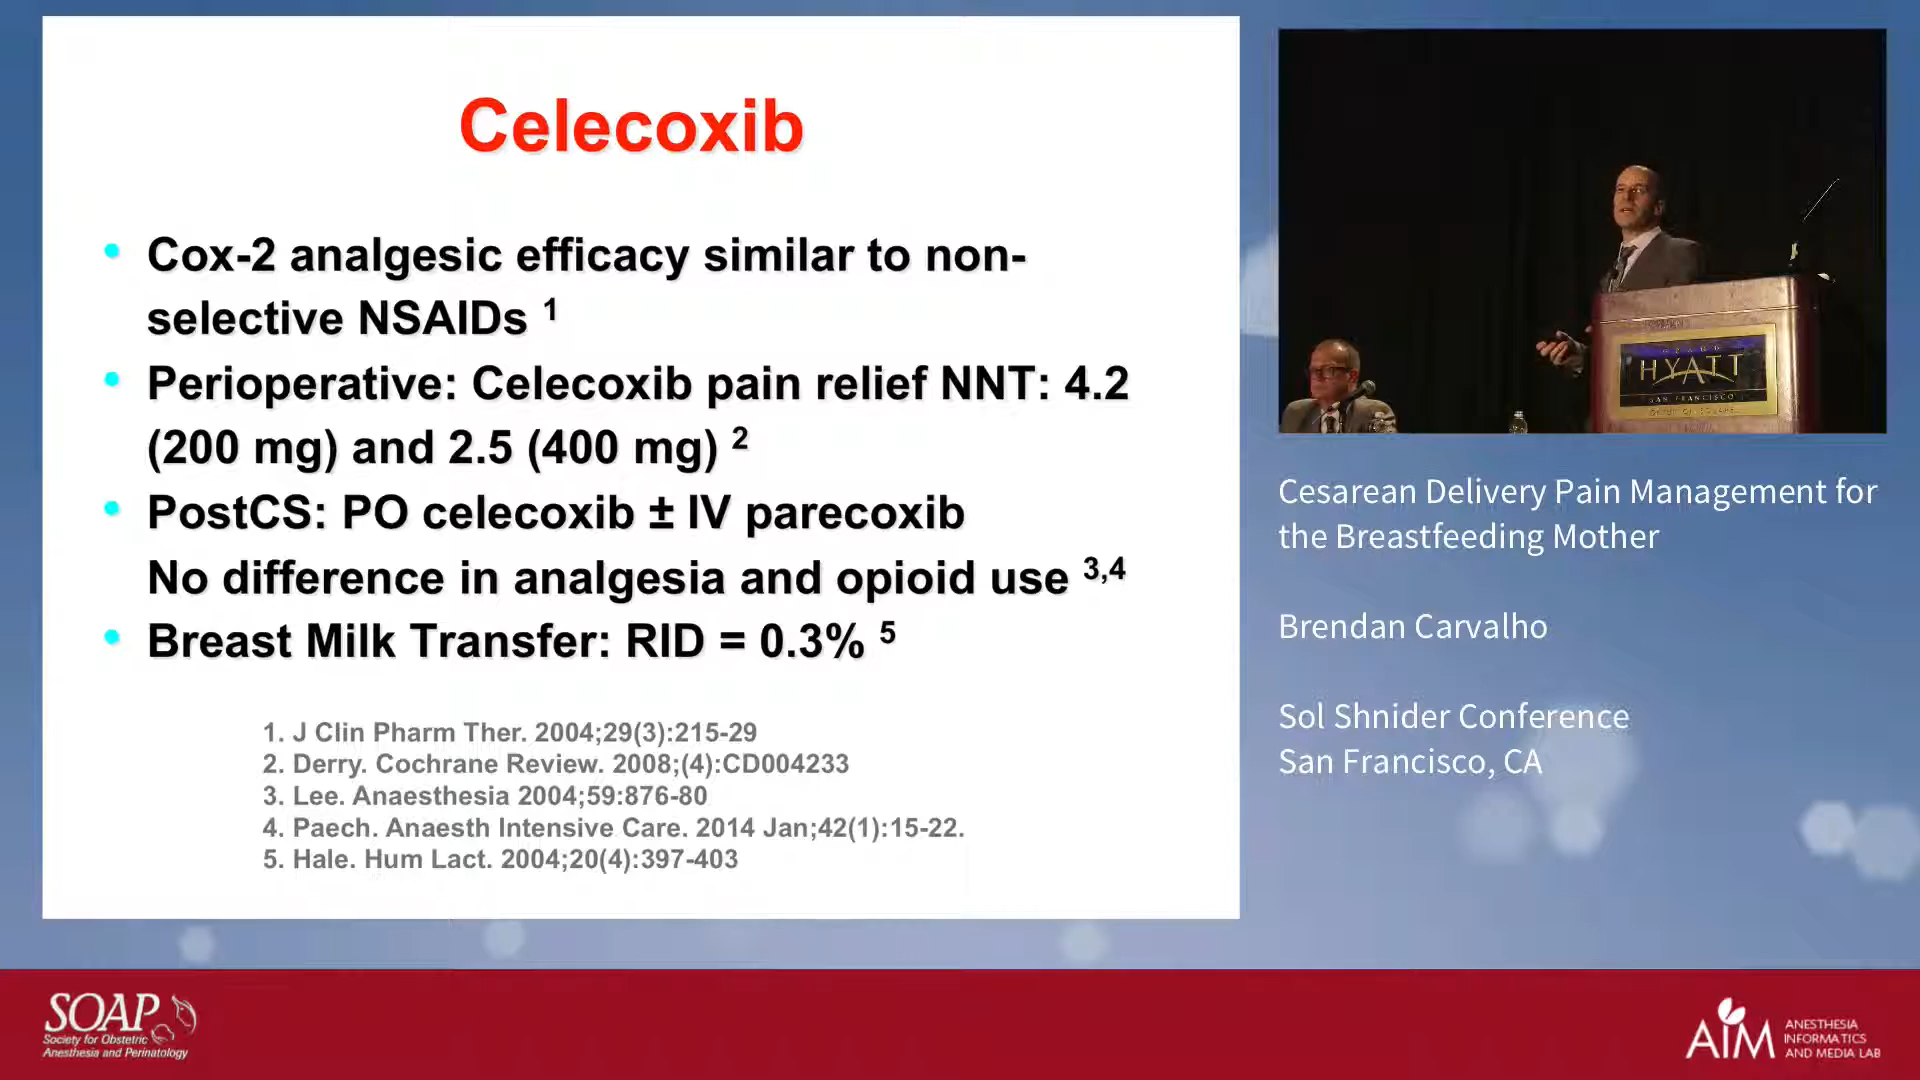 Celecoxib
• Cox-2 analgesic efficacy similar to non-
selective NSAIDs 1
• Perioperative: Celecoxib pain relief NNT: 4.2
(200 mg) and 2.5 (400 mg) 2
• PostCS: PO celecoxib ± IV parecoxib
No difference in analgesia and opioid use 3,4
• Breast Milk Transfer: RID = 0.3% 5
1. J Clin Pharm Ther. 2004;29(3):215-29
2. Derry. Cochrane Review. 2008;(4):CD004233
3. Lee. Anaesthesia 2004;59:876-80
4. Paech. Anaesth Intensive Care. 2014 Jan;42(1):15-22.
5. Hale. Hum Lact. 2004;20(4):397-403
HYATT
SAN FRANCISCO
Cesarean Delivery Pain Management for
the Breastfeeding Mother
Brendan Carvalho
Sol Shnider Conference
San Francisco, CA
SOAP
Society for Obstetric
Anesthesia and Perinatology
AIM
ANESTHESIA
INFORMATICS
AND MEDIA LAB